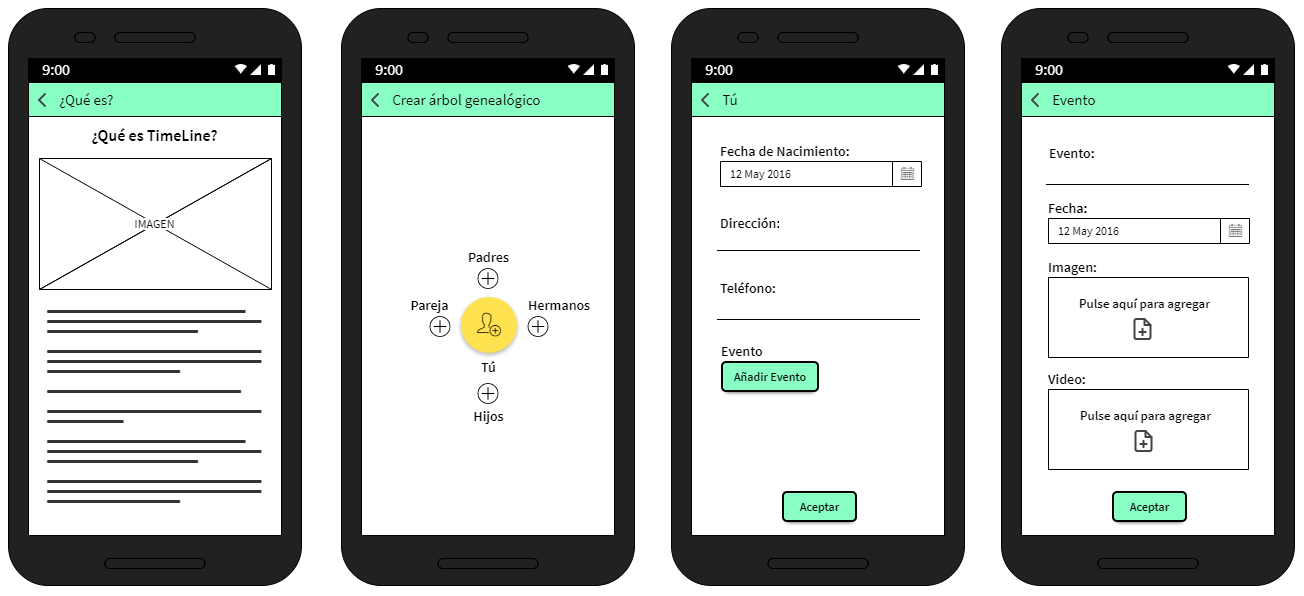 9:00
¿Qué es?
¿Qué es TimeLine?
IMAGEN
9:00
Crear árbol genealógico
Padres
Pareja
Hermanos
Tú
Hijos
9:00
Tú
Fecha de Nacimiento:
12 May 2016
Dirección:
Teléfono:
Evento
Añadir Evento
Aceptar
9:00
Evento
Evento:
Fecha:
12 May 2016
Imagen:
Pulse aquí para agregar
Video:
Pulse aquí para agregar
Aceptar